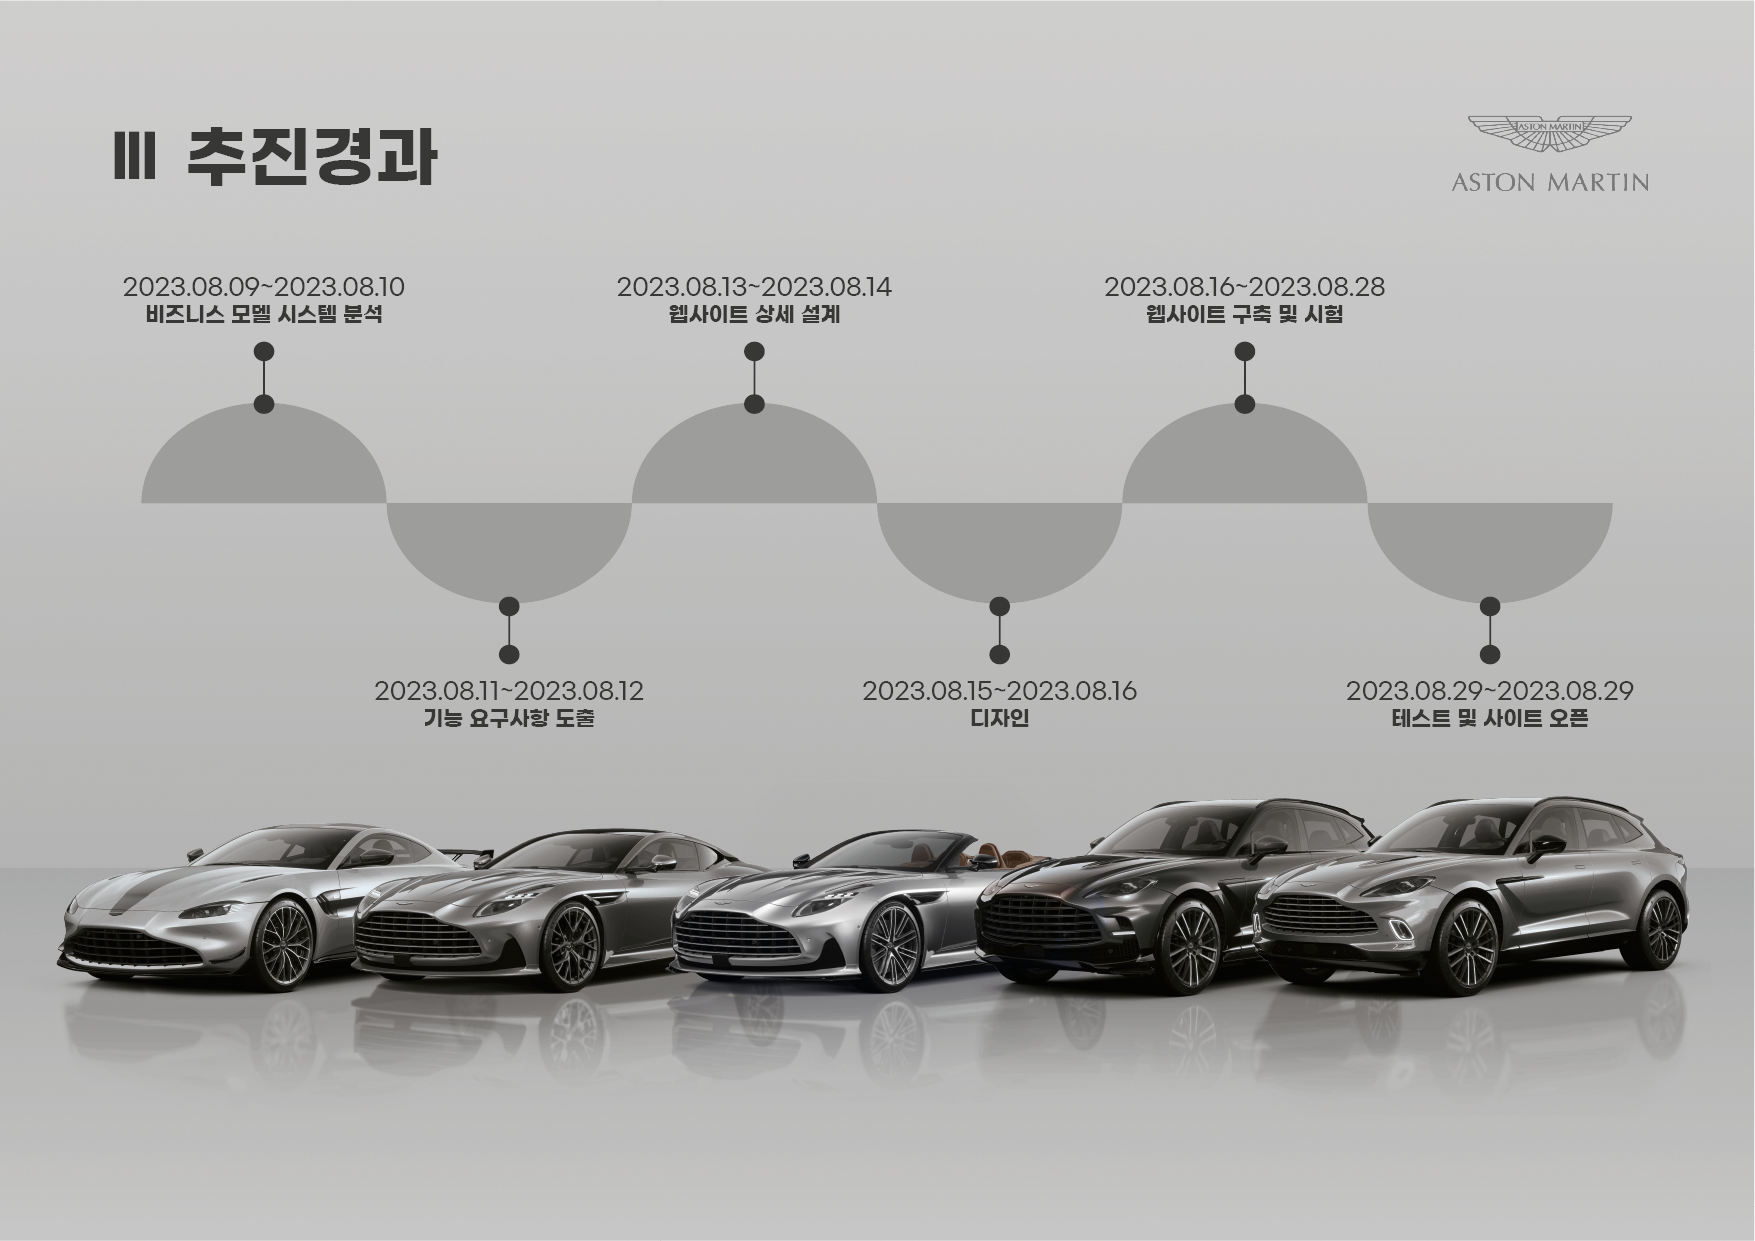 Ⅲ 추진경과
ASTON MARTIN
ASTON MARTIN
2023.08.09~2023.08.10
비즈니스 모델 시스템 분석
2023.08.13~2023.08.14
웹사이트 상세 설계
2023.08.16~2023.08.28
웹사이트 구축 및 시험
2023.08.11~2023.08.12
기능 요구사항 도출
2023.08.15~2023.08.16
디자인
2023.08.29~2023.08.29
테스트 및 사이트 오픈